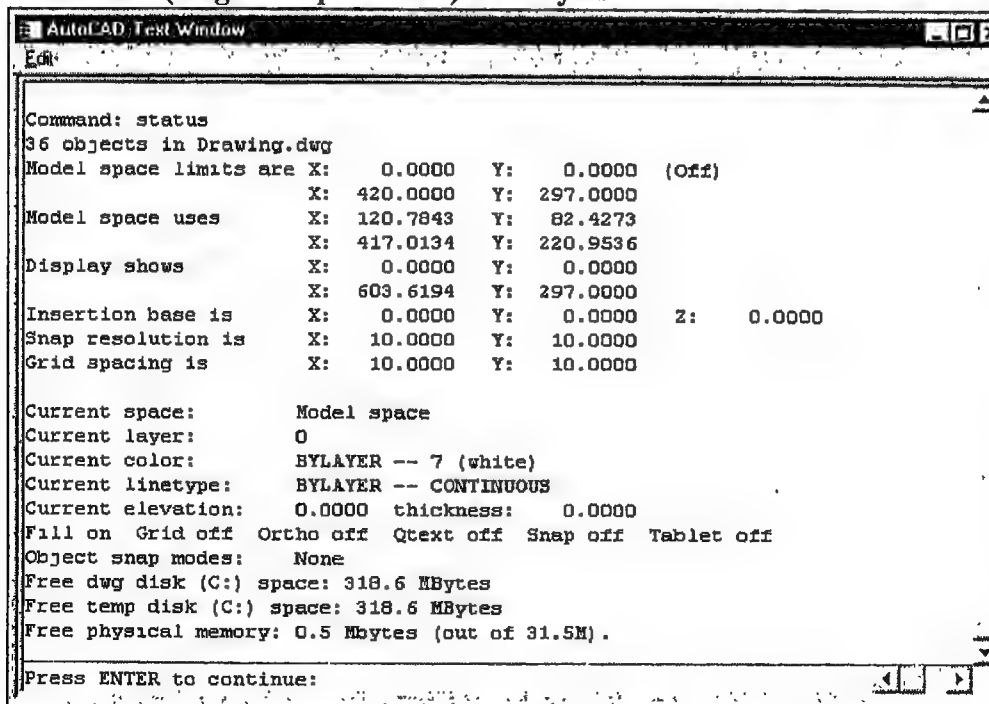 AutoCAD Text Window
Edit
Command: status
36 objects in Drawing.dwg
Model space limits are X: 0.0000 Y: 0.0000 (Off)
X: 420.0000 Y: 297.0000
Model space uses X: 120.7843 Y: 82.4273
X: 417.0134 Y: 220.9536
Display shows X: 0.0000 Y: 0.0000
X: 603.6194 Y: 297.0000
Insertion base is X: 0.0000 Y: 0.0000 Z: 0.0000
Snap resolution is X: 10.0000 Y: 10.0000
Grid spacing is X: 10.0000 Y: 10.0000
Current space: Model space
Current layer: 0
Current color: BYLAYER -- 7 (white)
Current linetype: BYLAYER -- CONTINUOUS
Current elevation: 0.0000 thickness: 0.0000
Fill on Grid off Ortho off Qtext off Snap off Tablet off
Object snap modes: None
Free dwg disk (C:) space: 318.6 MBytes
Free temp disk (C:) space: 318.6 MBytes
Free physical memory: 0.5 Mbytes (out of 31.5M).
Press ENTER to continue: